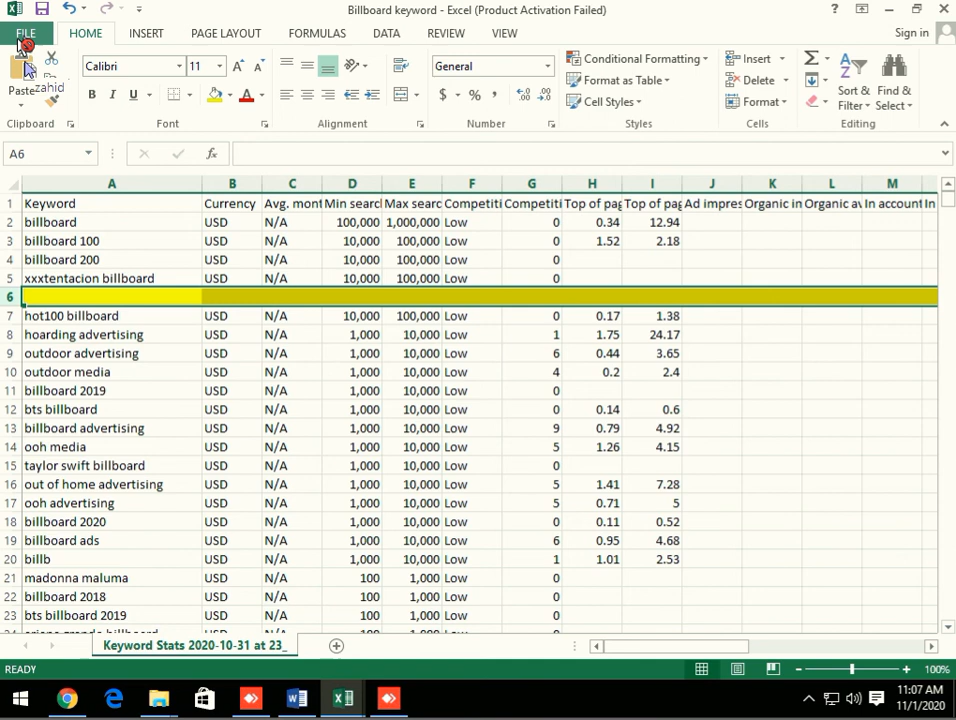 Billboard keyword - Excel (Product Activation Failed)
FILE HOME INSERT PAGE LAYOUT FORMULAS DATA REVIEW VIEW Sign in
Paste
zahid
Calibri 11
B I U A
General
$ % ,
Conditional Formatting
Format as Table
Cell Styles
Insert
Delete
Format
Sort & Filter
Find & Select
Clipboard Font Alignment Number Styles Cells Editing
A6 fx
A B C D E F G H I J K L M
1 Keyword Currency Avg. mont Min searc Max searc Competiti Competiti Top of pag Top of pag Ad impres Organic in Organic av In account In
2 billboard USD N/A 100,000 1,000,000 Low 0 0.34 12.94
3 billboard 100 USD N/A 10,000 100,000 Low 0 1.52 2.18
4 billboard 200 USD N/A 10,000 100,000 Low 0
5 xxxtentacion billboard USD N/A 10,000 100,000 Low 0
6
7 hot100 billboard USD N/A 10,000 100,000 Low 0 0.17 1.38
8 hoarding advertising USD N/A 1,000 10,000 Low 1 1.75 24.17
9 outdoor advertising USD N/A 1,000 10,000 Low 6 0.44 3.65
10 outdoor media USD N/A 1,000 10,000 Low 4 0.2 2.4
11 billboard 2019 USD N/A 1,000 10,000 Low 0
12 bts billboard USD N/A 1,000 10,000 Low 0 0.14 0.6
13 billboard advertising USD N/A 1,000 10,000 Low 9 0.79 4.92
14 ooh media USD N/A 1,000 10,000 Low 5 1.26 4.15
15 taylor swift billboard USD N/A 1,000 10,000 Low 0
16 out of home advertising USD N/A 1,000 10,000 Low 5 1.41 7.28
17 ooh advertising USD N/A 1,000 10,000 Low 5 0.71 5
18 billboard 2020 USD N/A 1,000 10,000 Low 0 0.11 0.52
19 billboard ads USD N/A 1,000 10,000 Low 6 0.95 4.68
20 billb USD N/A 1,000 10,000 Low 1 1.01 2.53
21 madonna maluma USD N/A 100 1,000 Low 0
22 billboard 2018 USD N/A 100 1,000 Low 0
23 bts billboard 2019 USD N/A 100 1,000 Low 0
24 ariana grande billboard USD N/A 100 1,000 Low 0
Keyword Stats 2020-10-31 at 23_
READY 100%
11:07 AM
11/1/2020